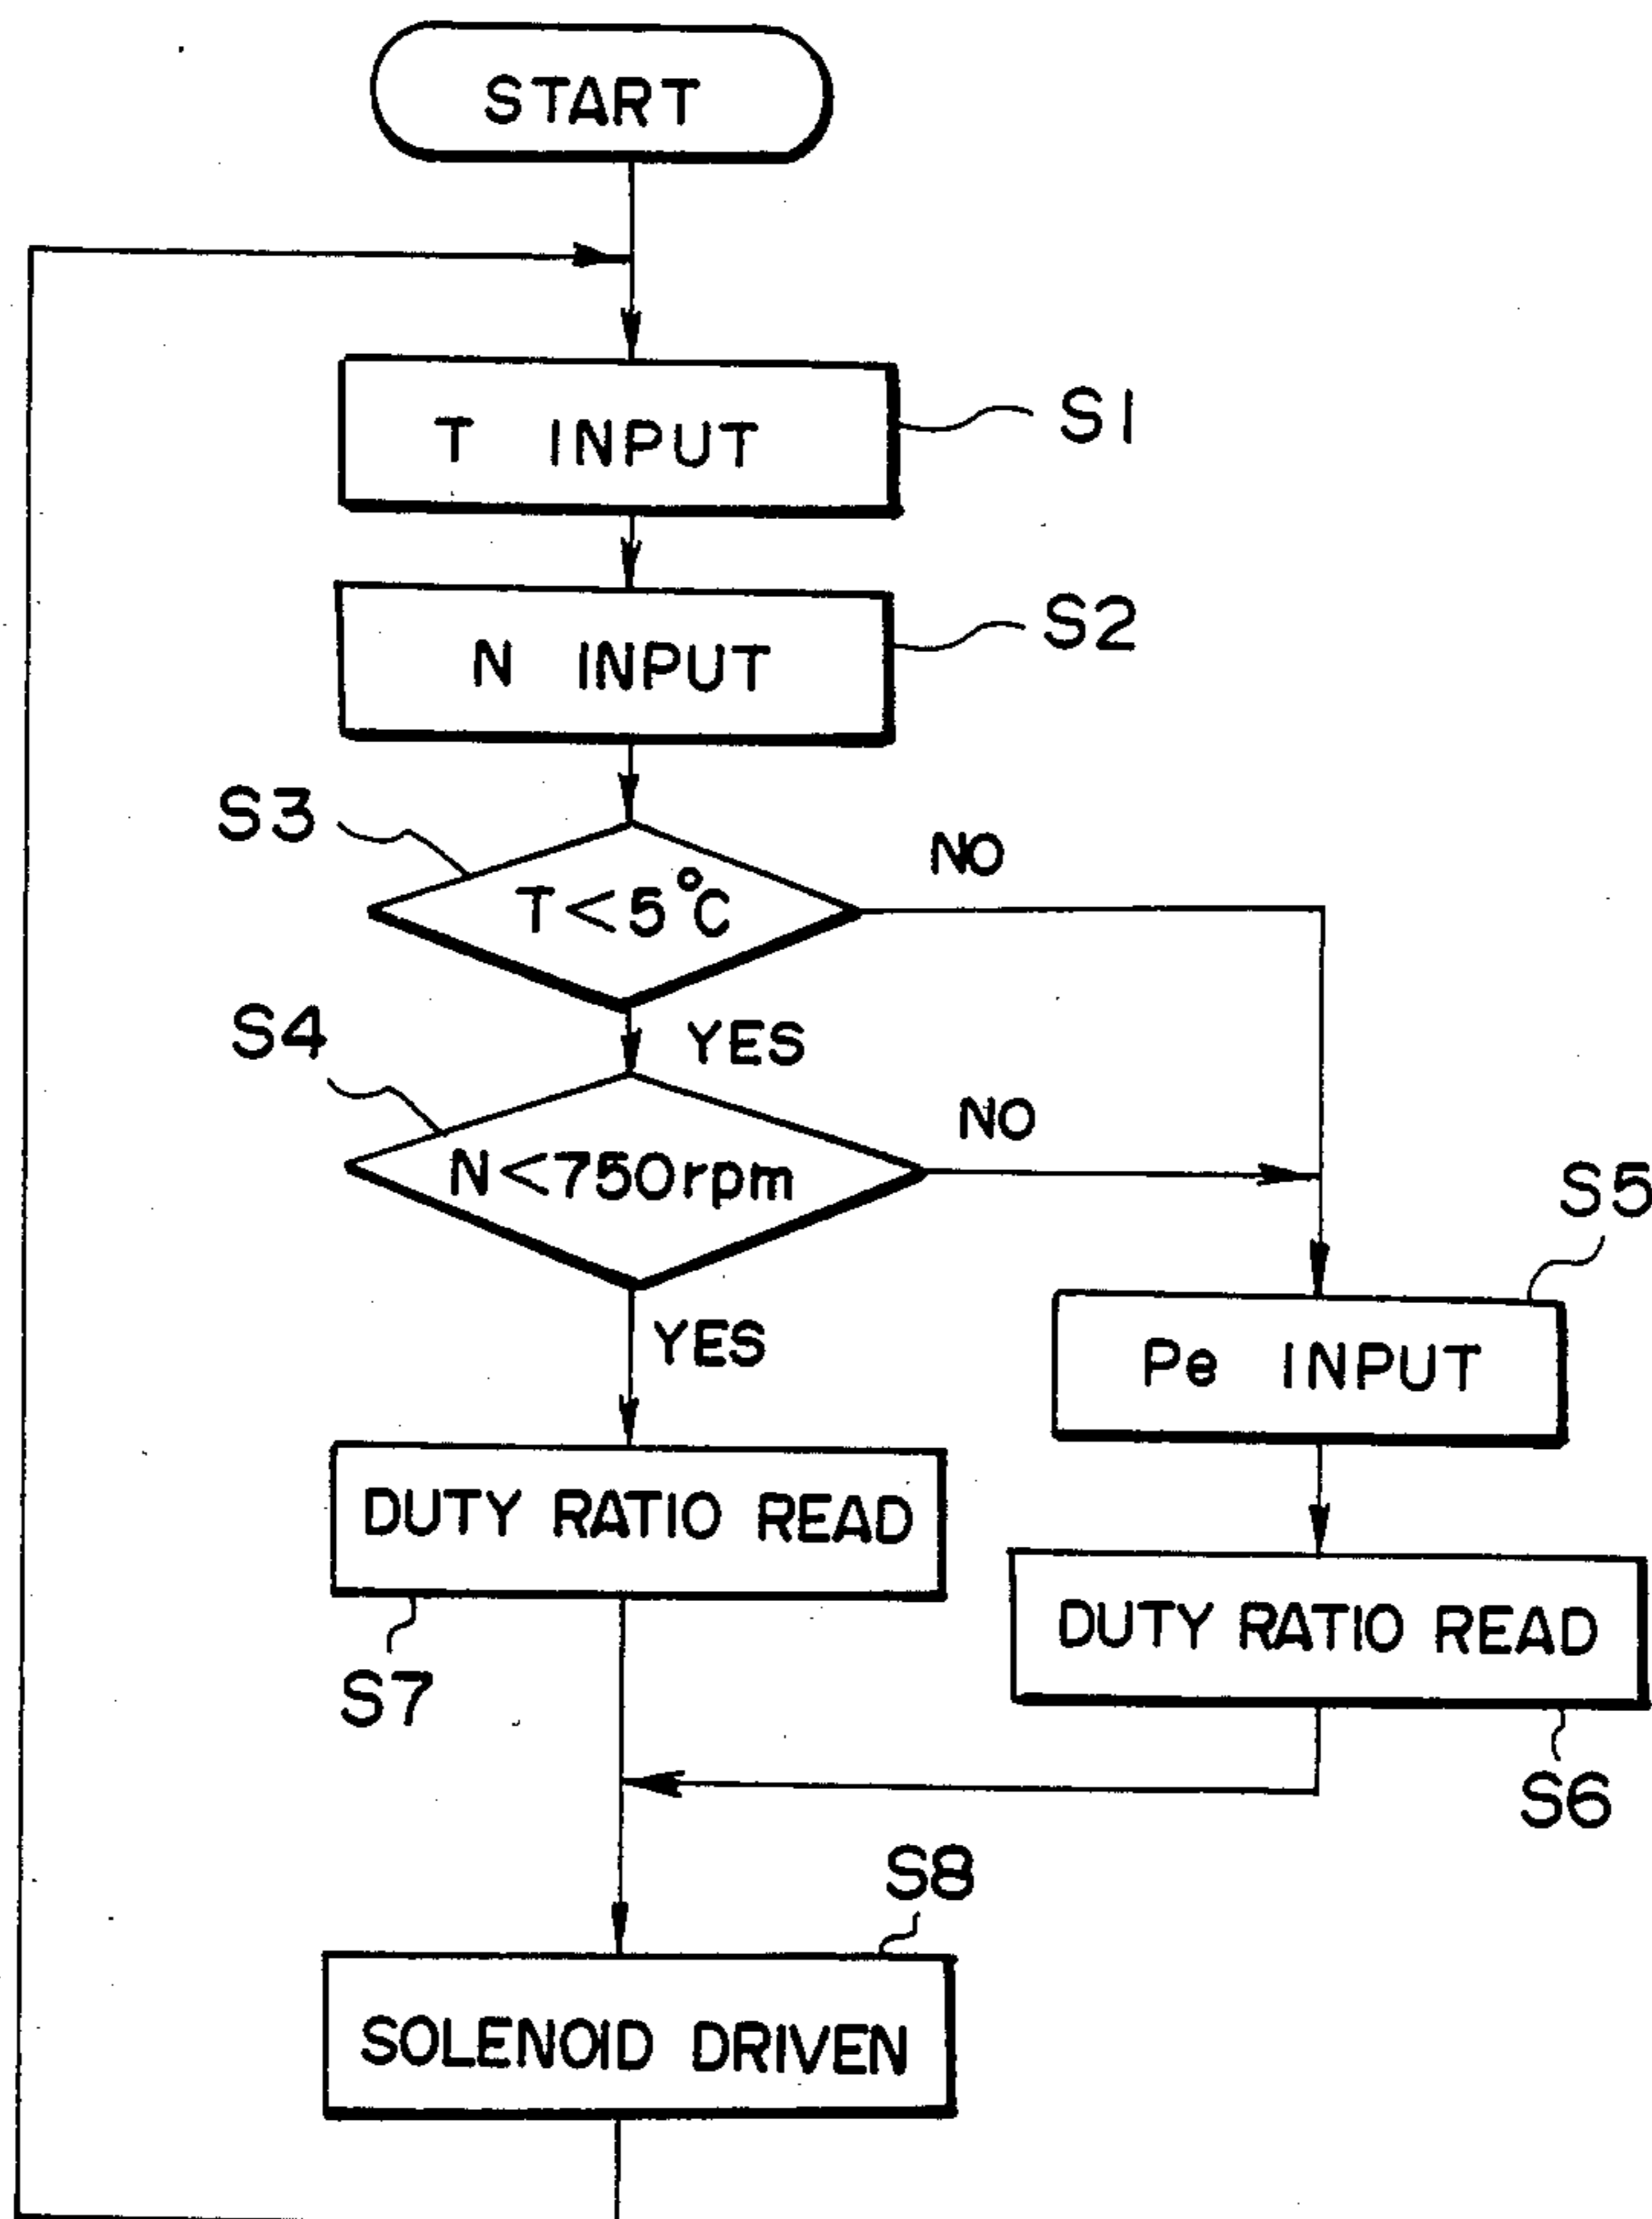 START
T INPUT
S1
N INPUT
S2
S3
T<5°C
NO
YES
S4
N<750rpm
NO
YES
S5
Pe INPUT
DUTY RATIO READ
S7
DUTY RATIO READ
S6
S8
SOLENOID DRIVEN